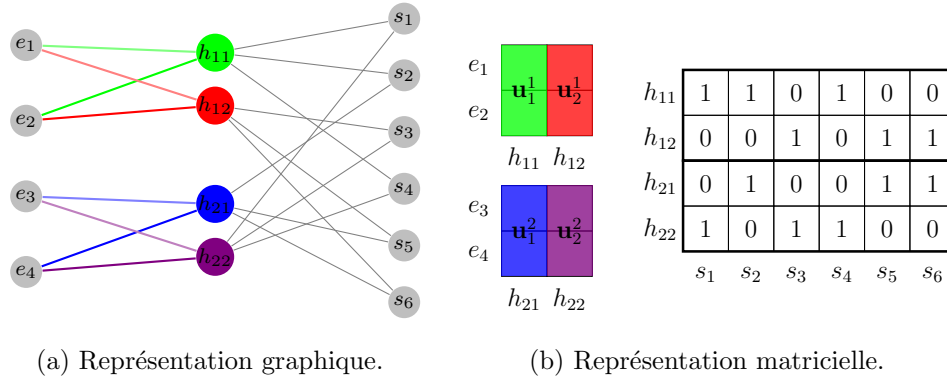 e₁
e₂
e₃
e₄
h₁₁
h₁₂
h₂₁
h₂₂
s₁
s₂
s₃
s₄
s₅
s₆
(a) Représentation graphique.
e₁
e₂
u₁¹ u₂¹
h₁₁ h₁₂
e₃
e₄
u₁² u₂²
h₂₁ h₂₂
h₁₁ 1 1 0 1 0 0
h₁₂ 0 0 1 0 1 1
h₂₁ 0 1 0 0 1 1
h₂₂ 1 0 1 1 0 0
s₁ s₂ s₃ s₄ s₅ s₆
(b) Représentation matricielle.